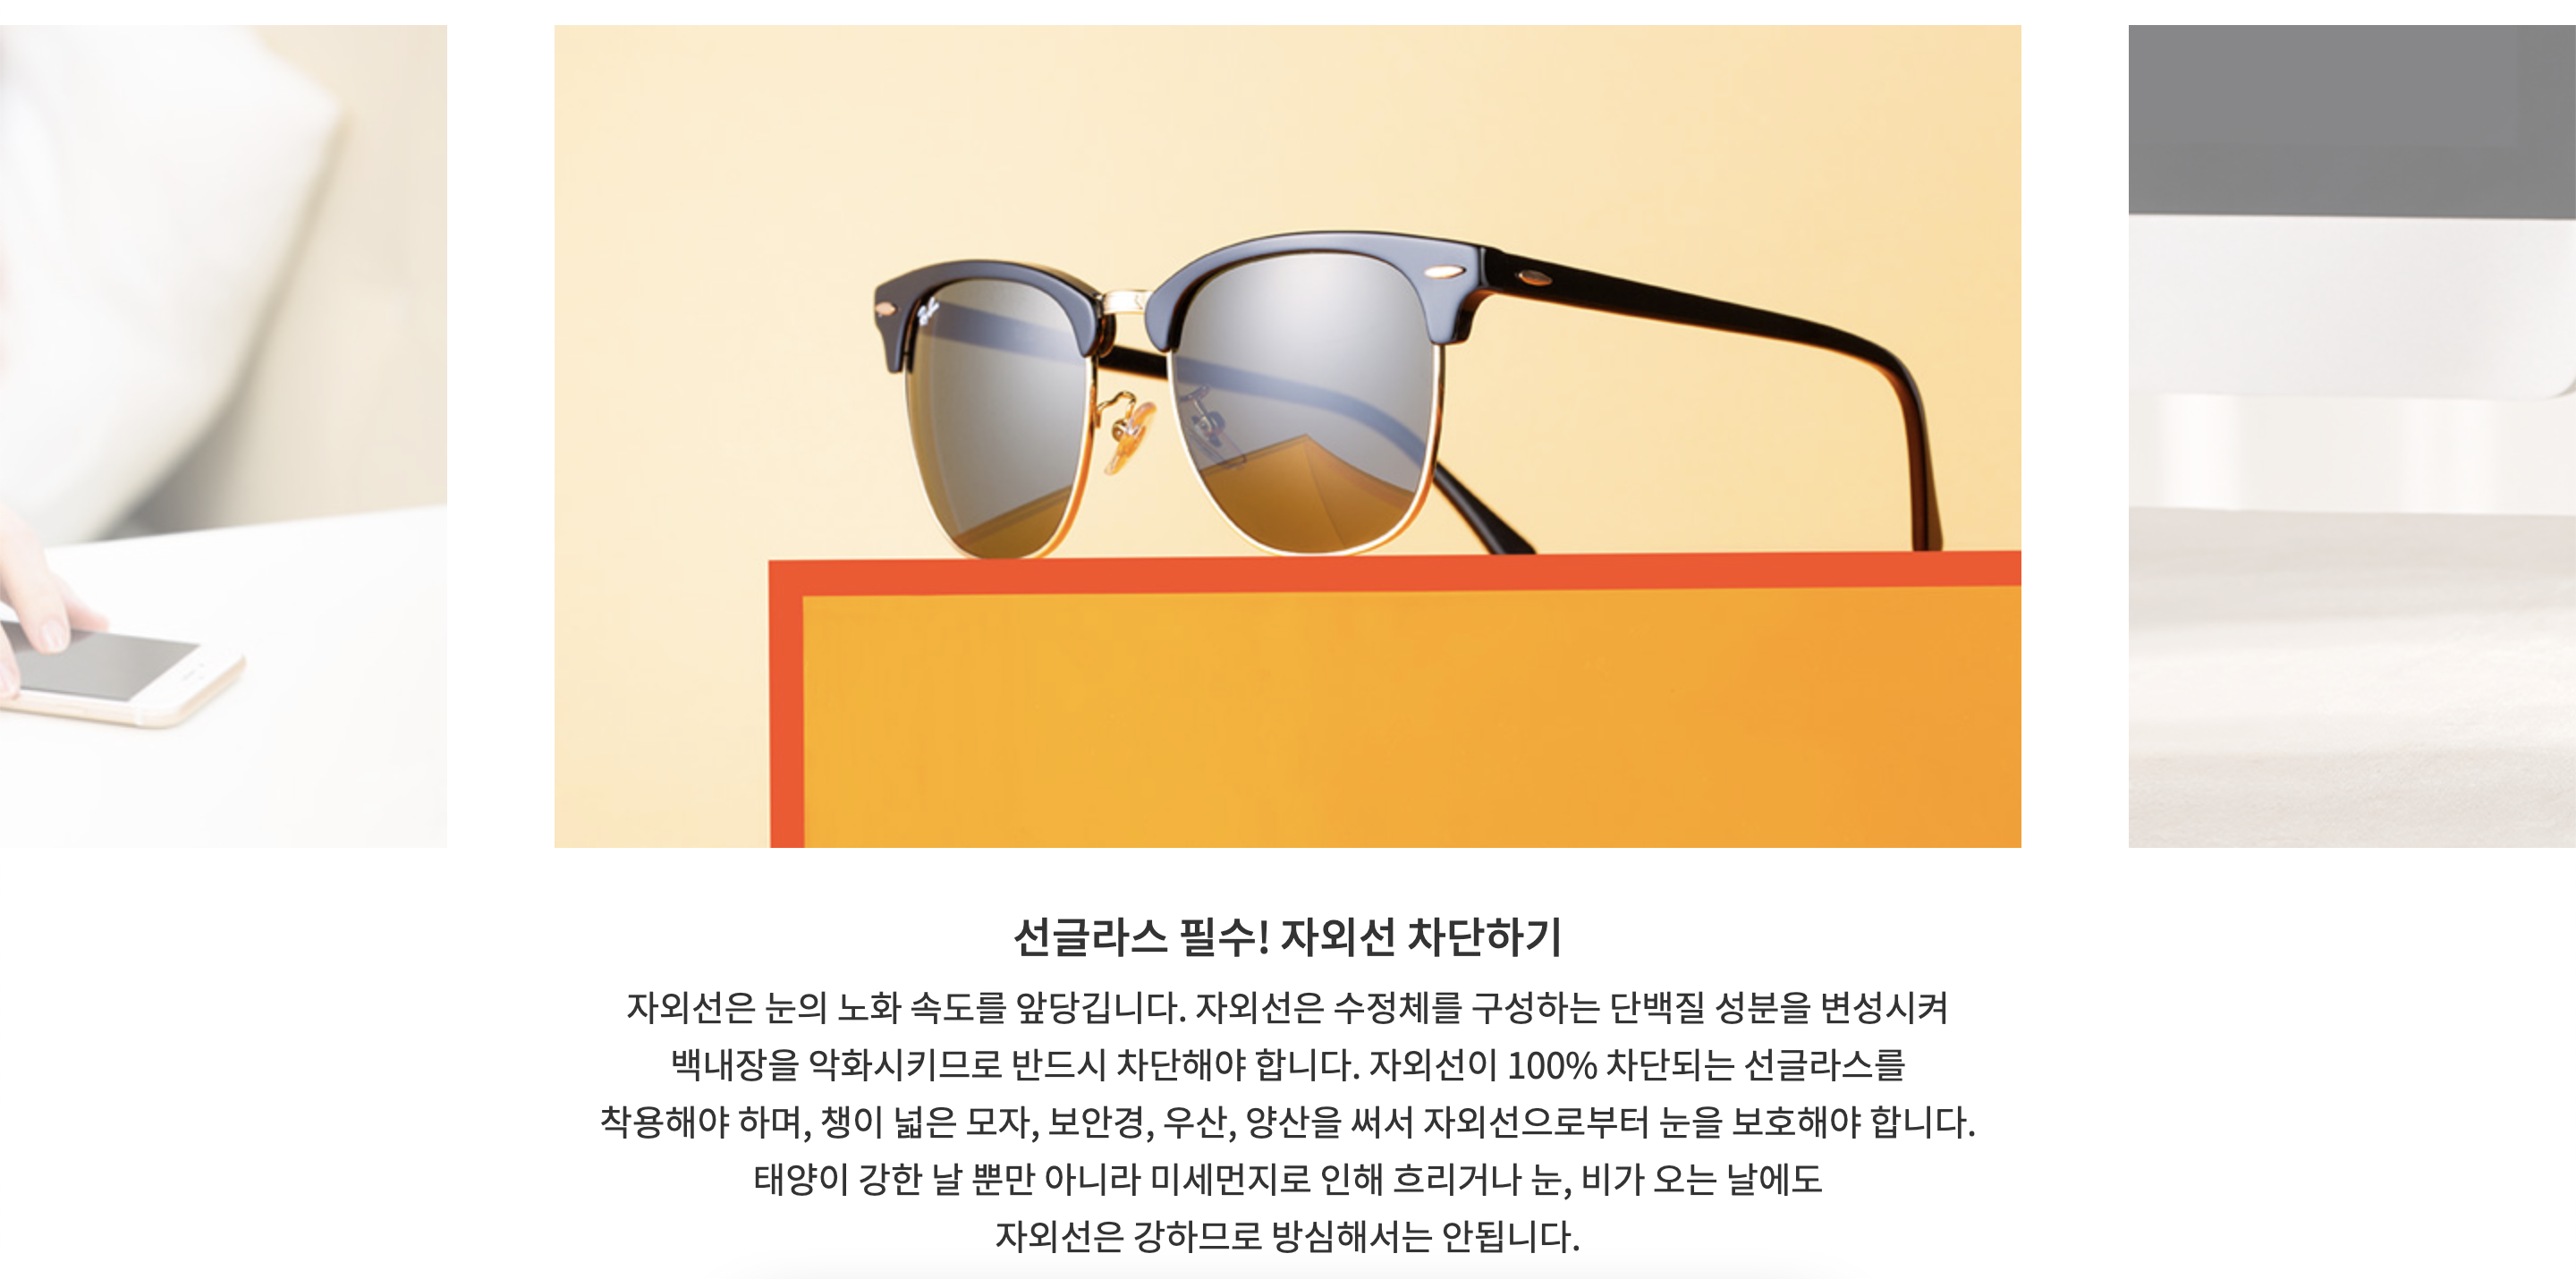 선글라스 필수! 자외선 차단하기
자외선은 눈의 노화 속도를 앞당깁니다. 자외선은 수정체를 구성하는 단백질 성분을 변성시켜
백내장을 악화시키므로 반드시 차단해야 합니다. 자외선이 100% 차단되는 선글라스를
착용해야 하며, 챙이 넓은 모자, 보안경, 우산, 양산을 써서 자외선으로부터 눈을 보호해야 합니다.
태양이 강한 날 뿐만 아니라 미세먼지로 인해 흐리거나 눈, 비가 오는 날에도
자외선은 강하므로 방심해서는 안됩니다.